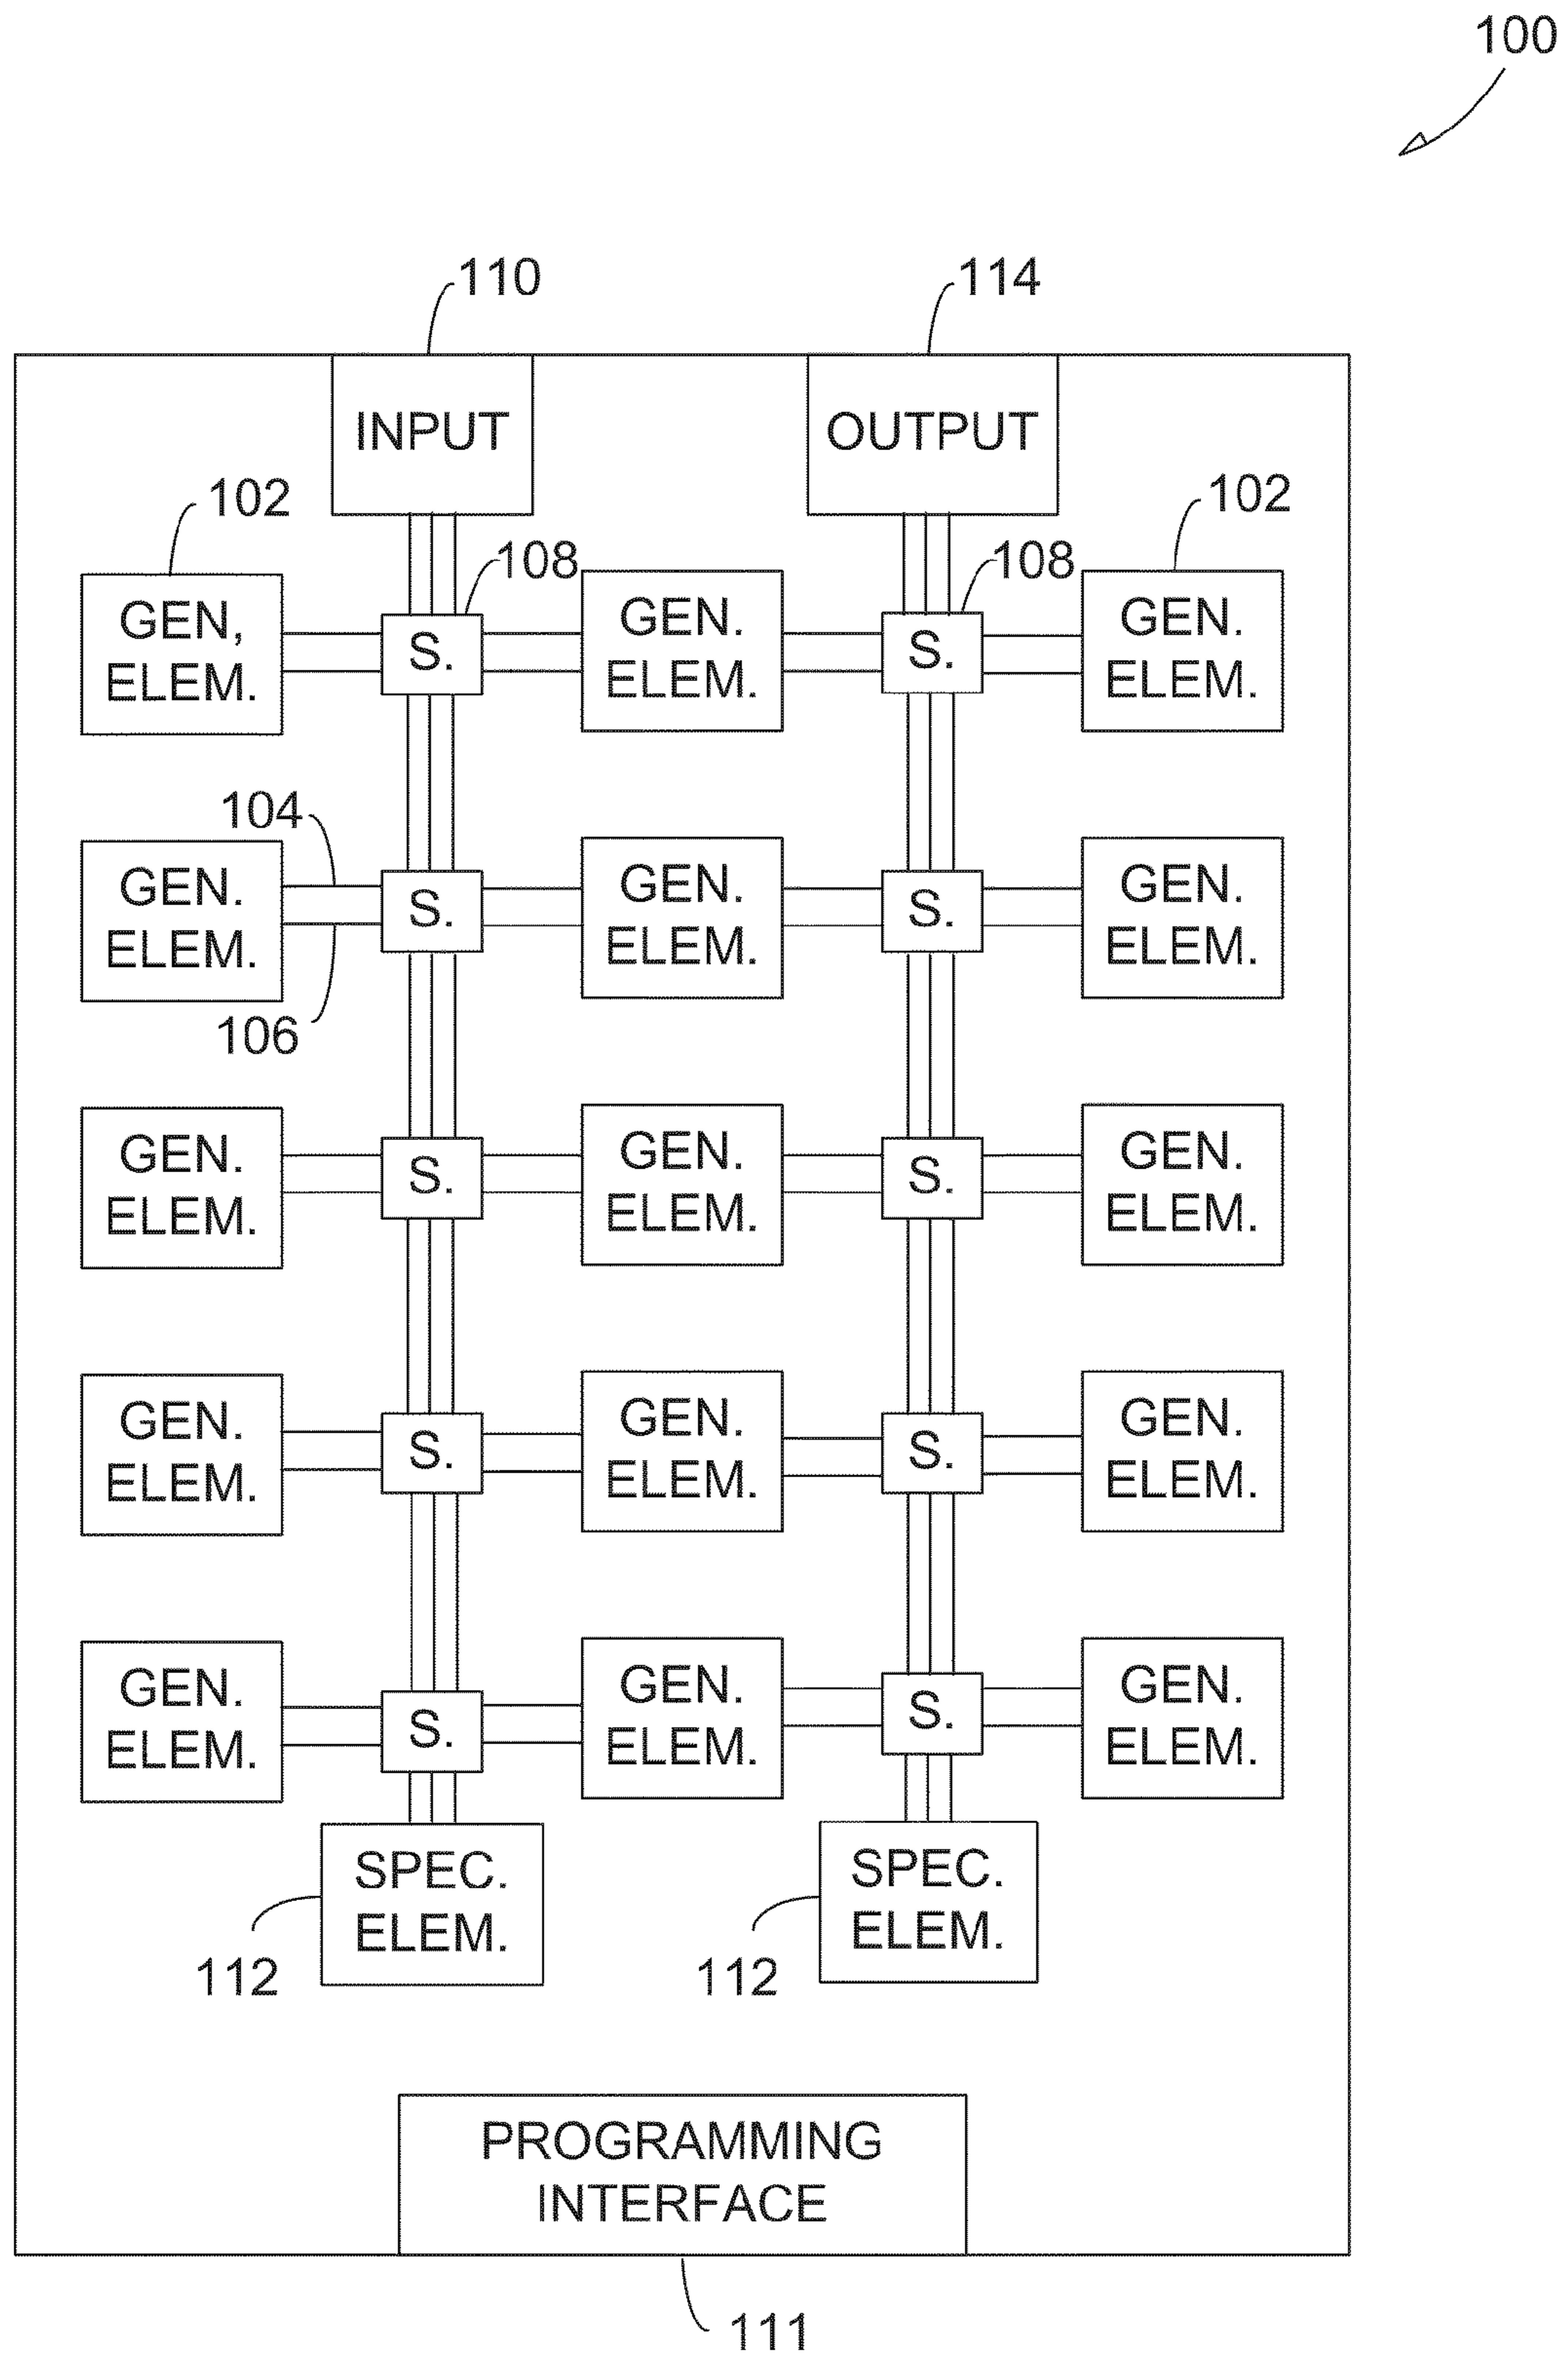 100
110
114
INPUT
OUTPUT
102
102
108
108
GEN,
ELEM.
S.
GEN.
ELEM.
S.
GEN.
ELEM.
104
GEN.
ELEM.
S.
GEN.
ELEM.
S.
GEN.
ELEM.
106
GEN.
ELEM.
S.
GEN.
ELEM.
S.
GEN.
ELEM.
GEN.
ELEM.
S.
GEN.
ELEM.
S.
GEN.
ELEM.
GEN.
ELEM.
S.
GEN.
ELEM.
S.
GEN.
ELEM.
SPEC.
ELEM.
SPEC.
ELEM.
112
112
PROGRAMMING
INTERFACE
111